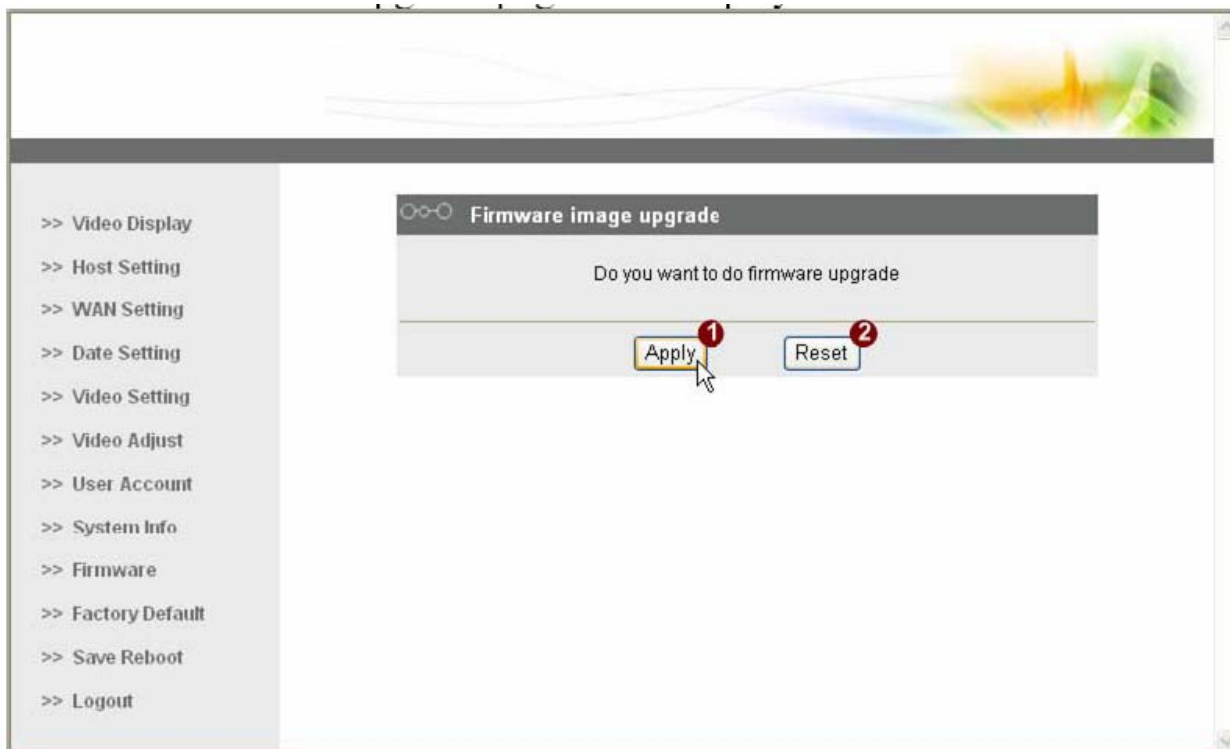 Firmware image upgrade
Do you want to do firmware upgrade
Apply 1
Reset 2
>> Video Display
>> Host Setting
>> WAN Setting
>> Date Setting
>> Video Setting
>> Video Adjust
>> User Account
>> System Info
>> Firmware
>> Factory Default
>> Save Reboot
>> Logout